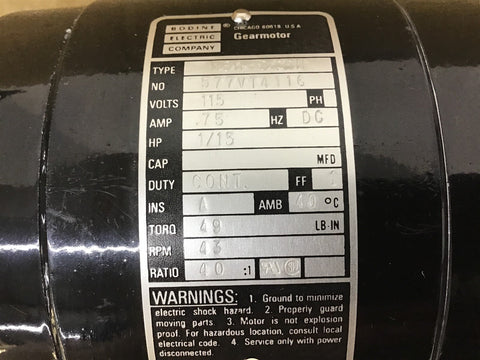 BODINE ELECTRIC COMPANY ® CHICAGO 60618 U.S.A
Gearmotor
TYPE
NO 577VT4116
VOLTS 115 PH
AMP .75 HZ DC
HP 1/15
CAP MFD
DUTY CONT. FF 1
INS A AMB 40 °C
TORQ 49 LB-IN
RPM 43
RATIO 40 :1
WARNINGS: 1. Ground to minimize
electric shock hazard. 2. Properly guard
moving parts 3. Motor is not explosion
proof. For hazardous location, consult local
electrical code. 4. Service only with power
disconnected.